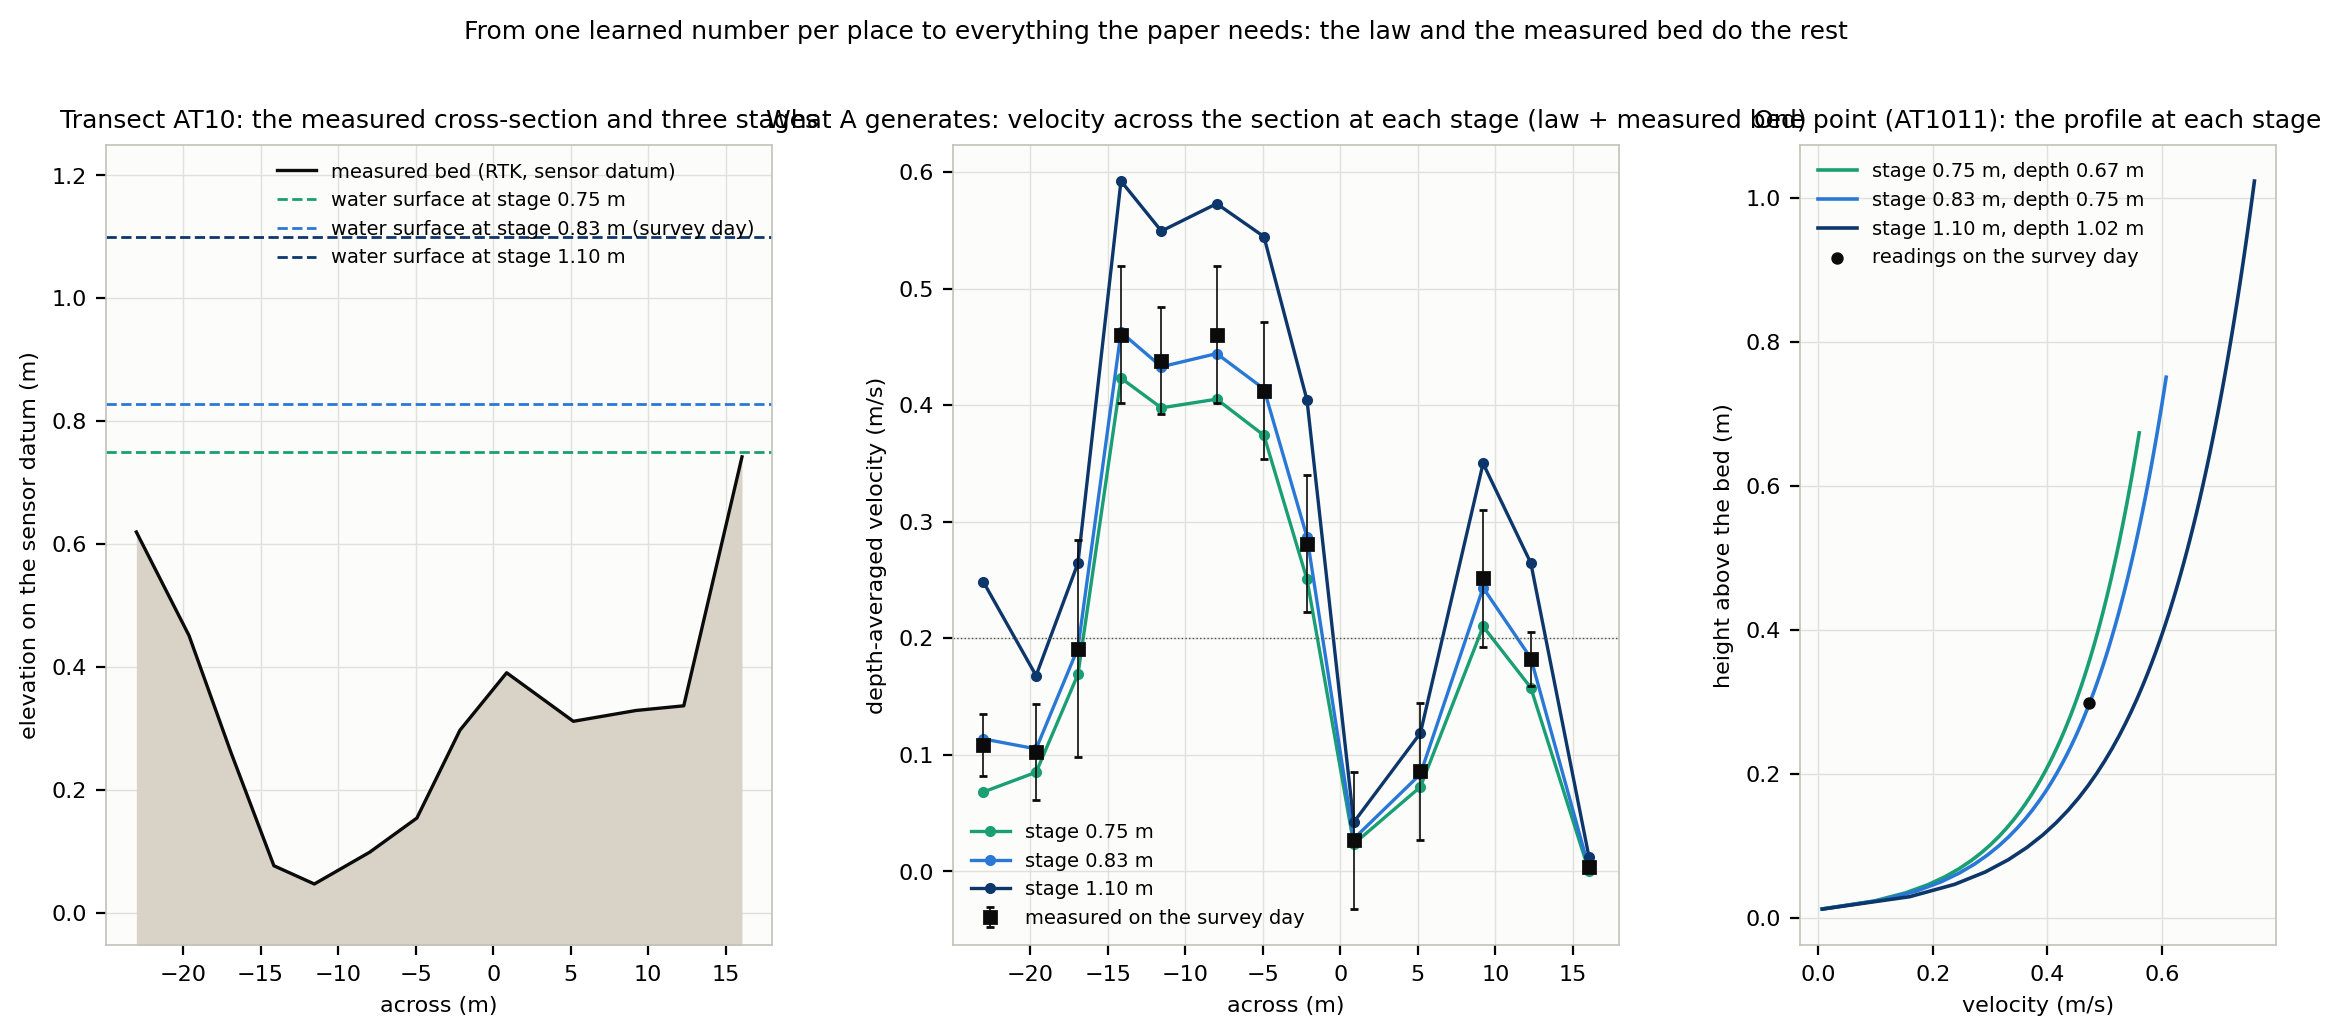 From one learned number per place to everything the paper needs: the law and the measured bed do the rest
Transect AT10: the measured cross-section and three stages
1.2
1.0
0.8
0.6
0.4
0.2
0.0
elevation on the sensor datum (m)
measured bed (RTK, sensor datum)
water surface at stage 0.75 m
water surface at stage 0.83 m (survey day)
water surface at stage 1.10 m
−20
−15
−10
−5
0
5
10
15
across (m)
What A generates: velocity across the section at each stage (law + measured bed)
0.6
0.5
0.4
0.3
0.2
0.1
0.0
depth-averaged velocity (m/s)
stage 0.75 m
stage 0.83 m
stage 1.10 m
measured on the survey day
−20
−15
−10
−5
0
5
10
15
across (m)
One point (AT1011): the profile at each stage
1.0
0.8
0.6
0.4
0.2
0.0
height above the bed (m)
stage 0.75 m, depth 0.67 m
stage 0.83 m, depth 0.75 m
stage 1.10 m, depth 1.02 m
readings on the survey day
0.0
0.2
0.4
0.6
velocity (m/s)